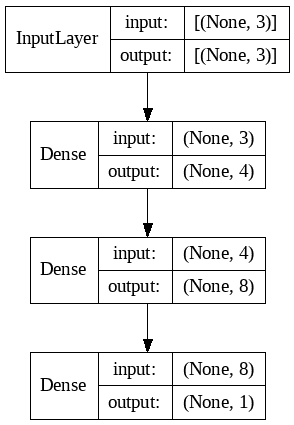 InputLayer input: [(None, 3)]
output: [(None, 3)]
Dense input: (None, 3)
output: (None, 4)
Dense input: (None, 4)
output: (None, 8)
Dense input: (None, 8)
output: (None, 1)